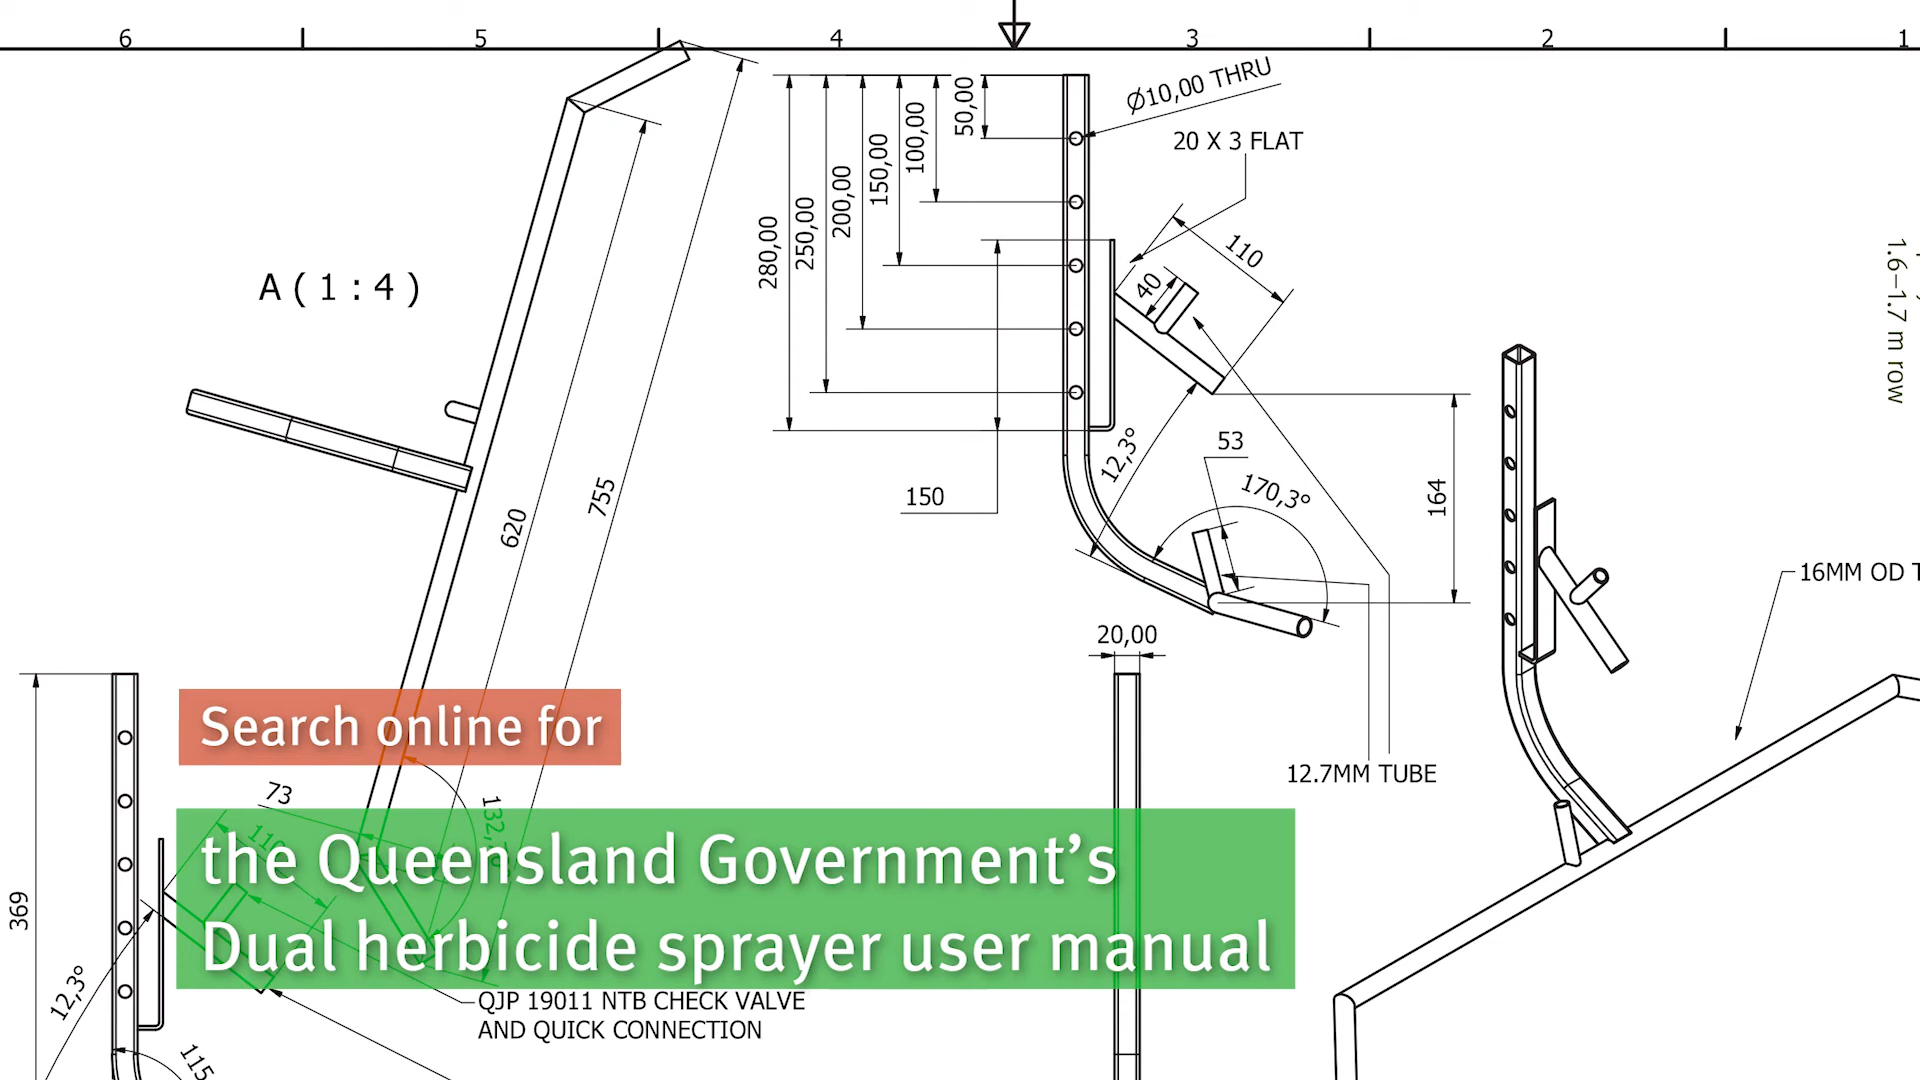 6
5
4
3
2
1
A ( 1 : 4 )
620
755
280,00
250,00
200,00
150,00
100,00
50,00
Ø10,00 THRU
20 X 3 FLAT
110
40
12,3°
53
170,3°
164
150
1.6–1.7 m row
16MM OD T
20,00
12.7MM TUBE
Search online for
73
110
the Queensland Government’s
Dual herbicide sprayer user manual
369
12,3°
QJP 19011 NTB CHECK VALVE
AND QUICK CONNECTION
115